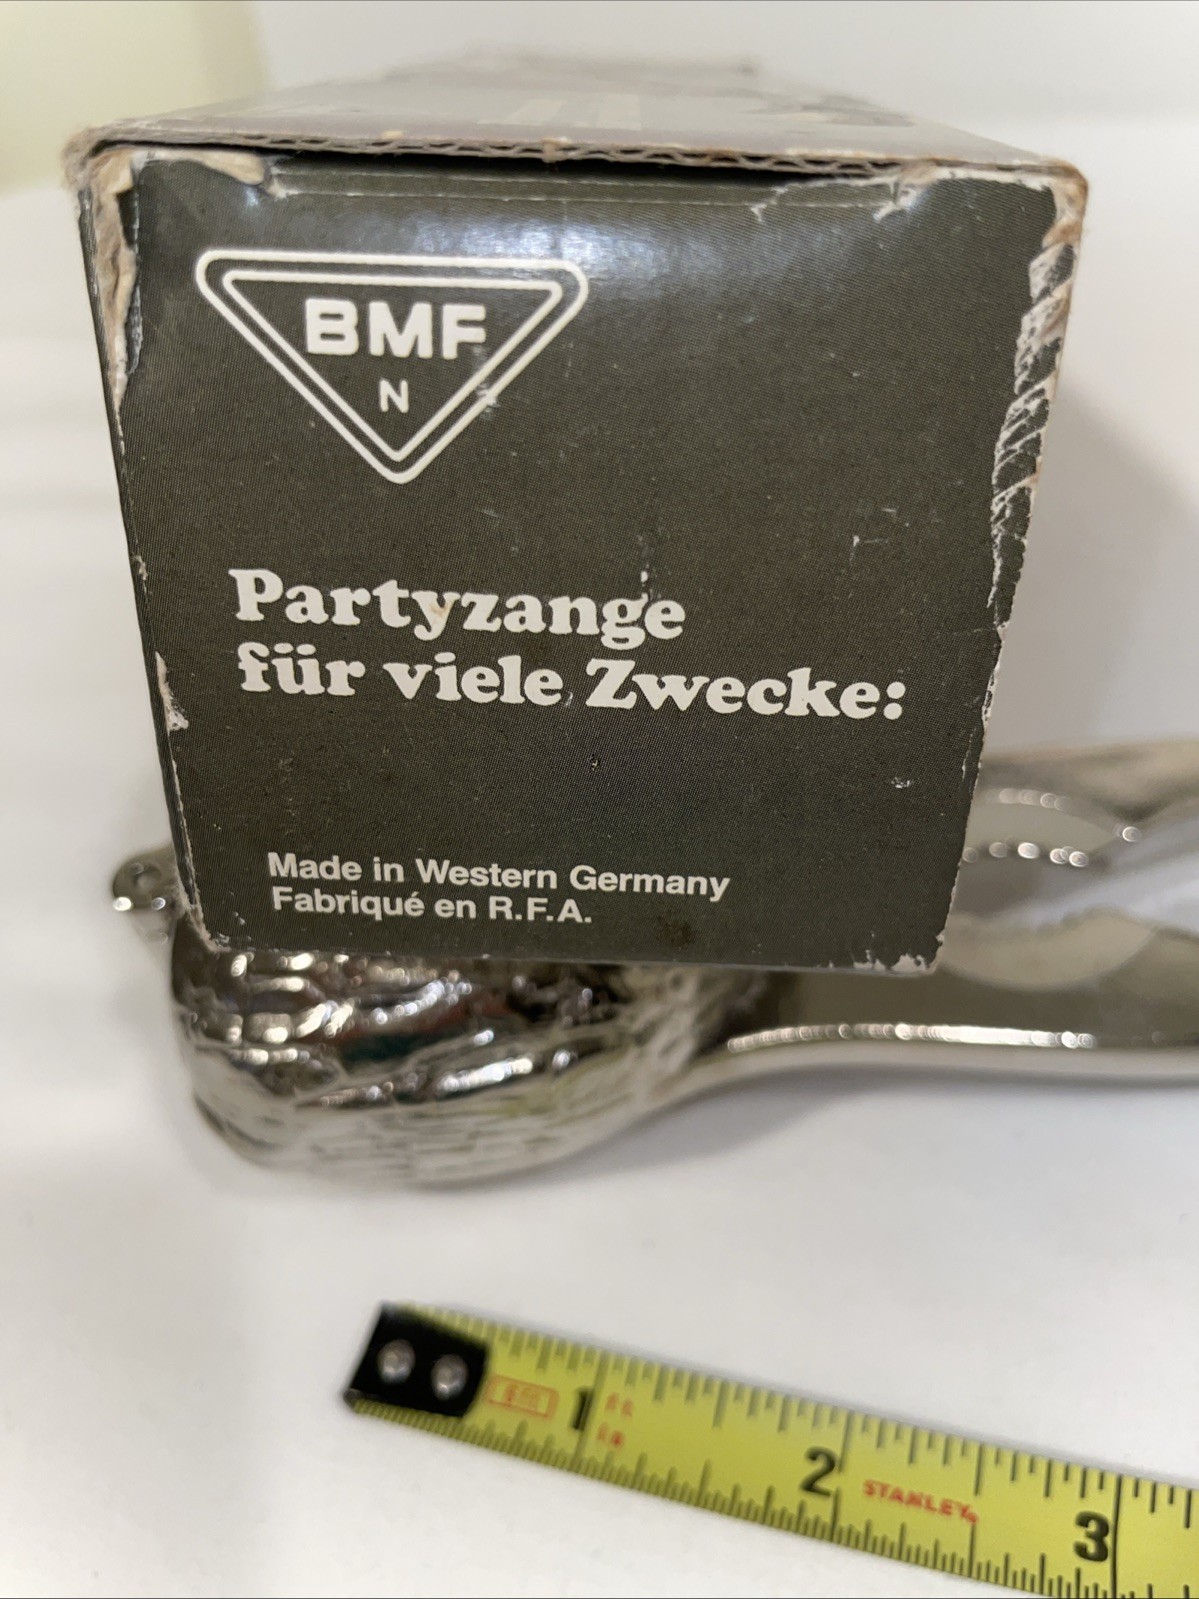 BMF
N
Partyzange
für viele Zwecke:
Made in Western Germany
Fabriqué en R.F.A.
1
2
STANLEY
3